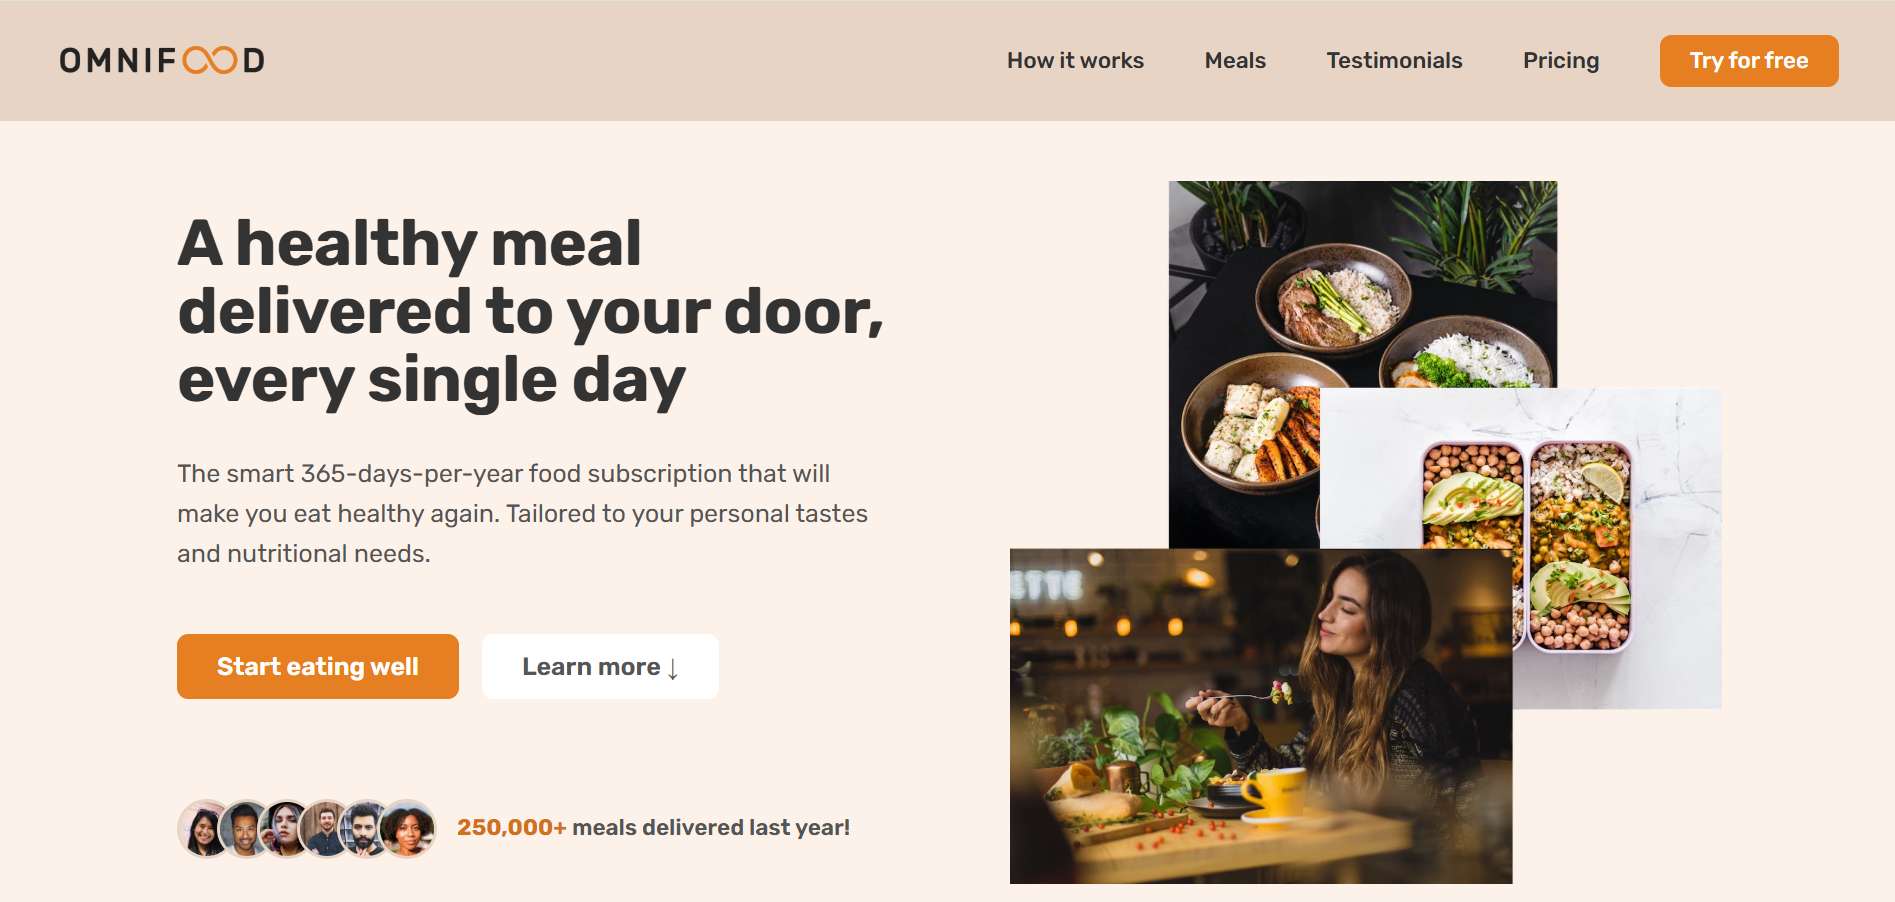 OMNIFOOD
How it works
Meals
Testimonials
Pricing
Try for free
A healthy meal
delivered to your door,
every single day
The smart 365-days-per-year food subscription that will
make you eat healthy again. Tailored to your personal tastes
and nutritional needs.
Start eating well
Learn more ↓
250,000+ meals delivered last year!
ETTE